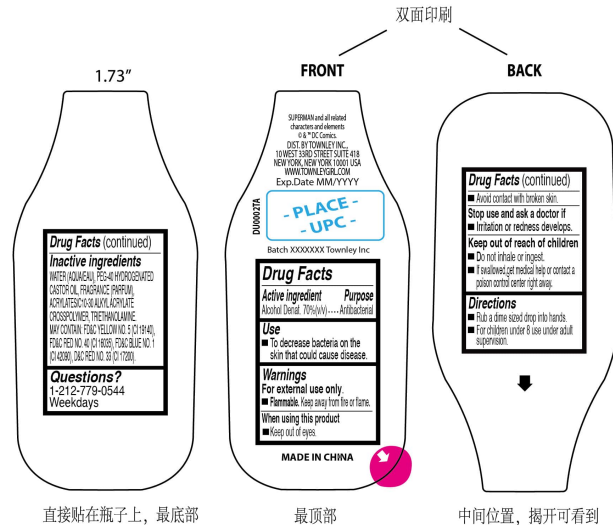 双面印刷
1.73”
FRONT
BACK
SUPERMAN and all related
characters and elements
© & ™ DC Comics.
DIST. BY TOWNLEY INC.,
10 WEST 33RD STREET SUITE 418
NEW YORK, NEW YORK 10001 USA
WWW.TOWNLEYGIRL.COM
Exp.Date MM/YYYY
DU0002TA
- PLACE -
- UPC -
Batch XXXXXXX Townley Inc
Drug Facts
Active ingredient Purpose
Alcohol Denat. 70%(v/v)....Antibacterial
Use
■ To decrease bacteria on the
skin that could cause disease.
Warnings
For external use only.
■ Flammable. Keep away from fire or flame.
When using this product
■ Keep out of eyes.
MADE IN CHINA
Drug Facts (continued)
Inactive ingredients
WATER (AQUA/EAU), PEG-40 HYDROGENATED
CASTOR OIL, FRAGRANCE (PARFUM),
ACRYLATES/C10-30 ALKYL ACRYLATE
CROSSPOLYMER, TRIETHANOLAMINE.
MAY CONTAIN: FD&C YELLOW NO. 5 (CI 19140),
FD&C RED NO. 40 (CI 16035), FD&C BLUE NO. 1
(CI 42090), D&C RED NO. 33 (CI 17200).
Questions?
1-212-779-0544
Weekdays
Drug Facts (continued)
■ Avoid contact with broken skin.
Stop use and ask a doctor if
■ Irritation or redness develops.
Keep out of reach of children
■ Do not inhale or ingest.
■ If swallowed,get medical help or contact a
poison control center right away.
Directions
■ Rub a dime sized drop into hands.
■ For children under 8 use under adult
supervision.
直接贴在瓶子上，最底部
最顶部
中间位置，揭开可看到